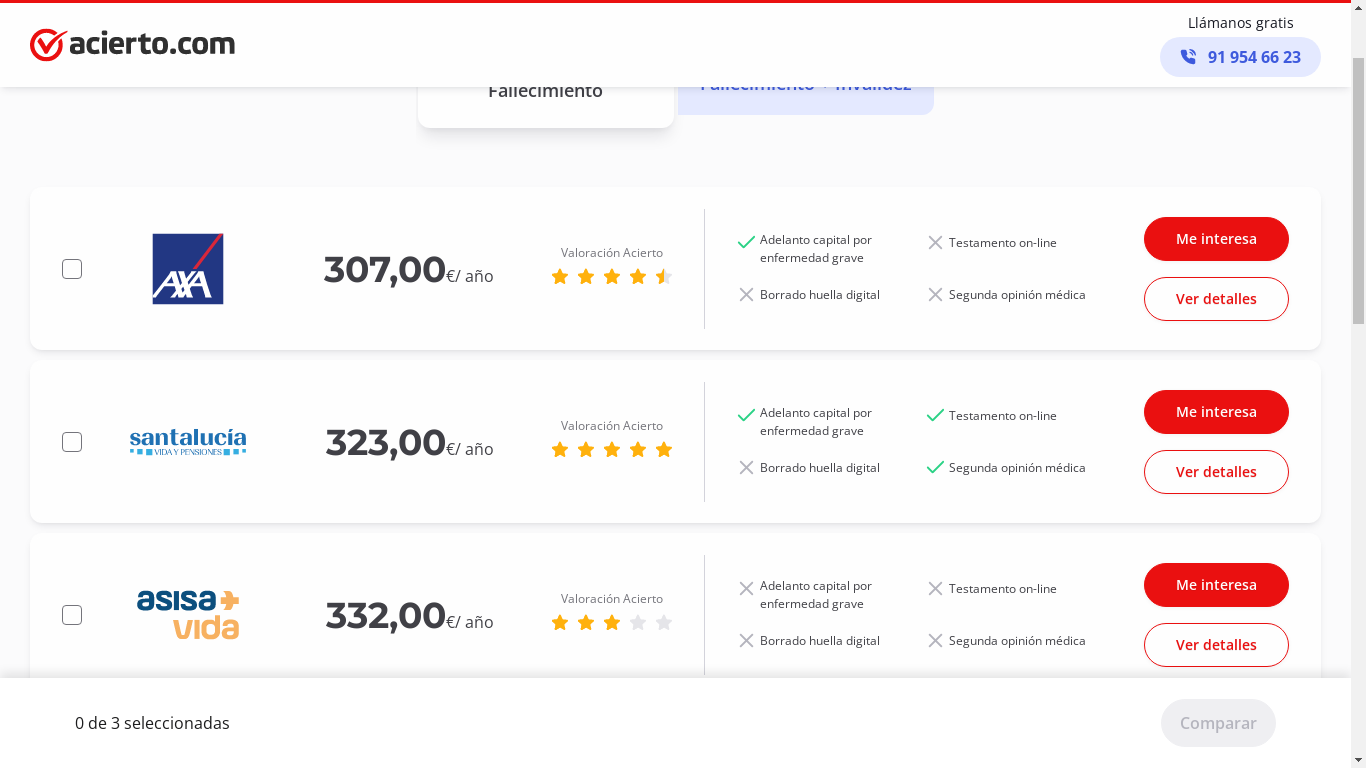 acierto.com
Llámanos gratis
91 954 66 23
Fallecimiento
Fallecimiento + Invalidez
AXA
307,00€/ año
Valoración Acierto
Adelanto capital por
enfermedad grave
Testamento on-line
Borrado huella digital
Segunda opinión médica
Me interesa
Ver detalles
santalucía
VIDA Y PENSIONES
323,00€/ año
Valoración Acierto
Adelanto capital por
enfermedad grave
Testamento on-line
Borrado huella digital
Segunda opinión médica
Me interesa
Ver detalles
asisa+
vida
332,00€/ año
Valoración Acierto
Adelanto capital por
enfermedad grave
Testamento on-line
Borrado huella digital
Segunda opinión médica
Me interesa
Ver detalles
0 de 3 seleccionadas
Comparar